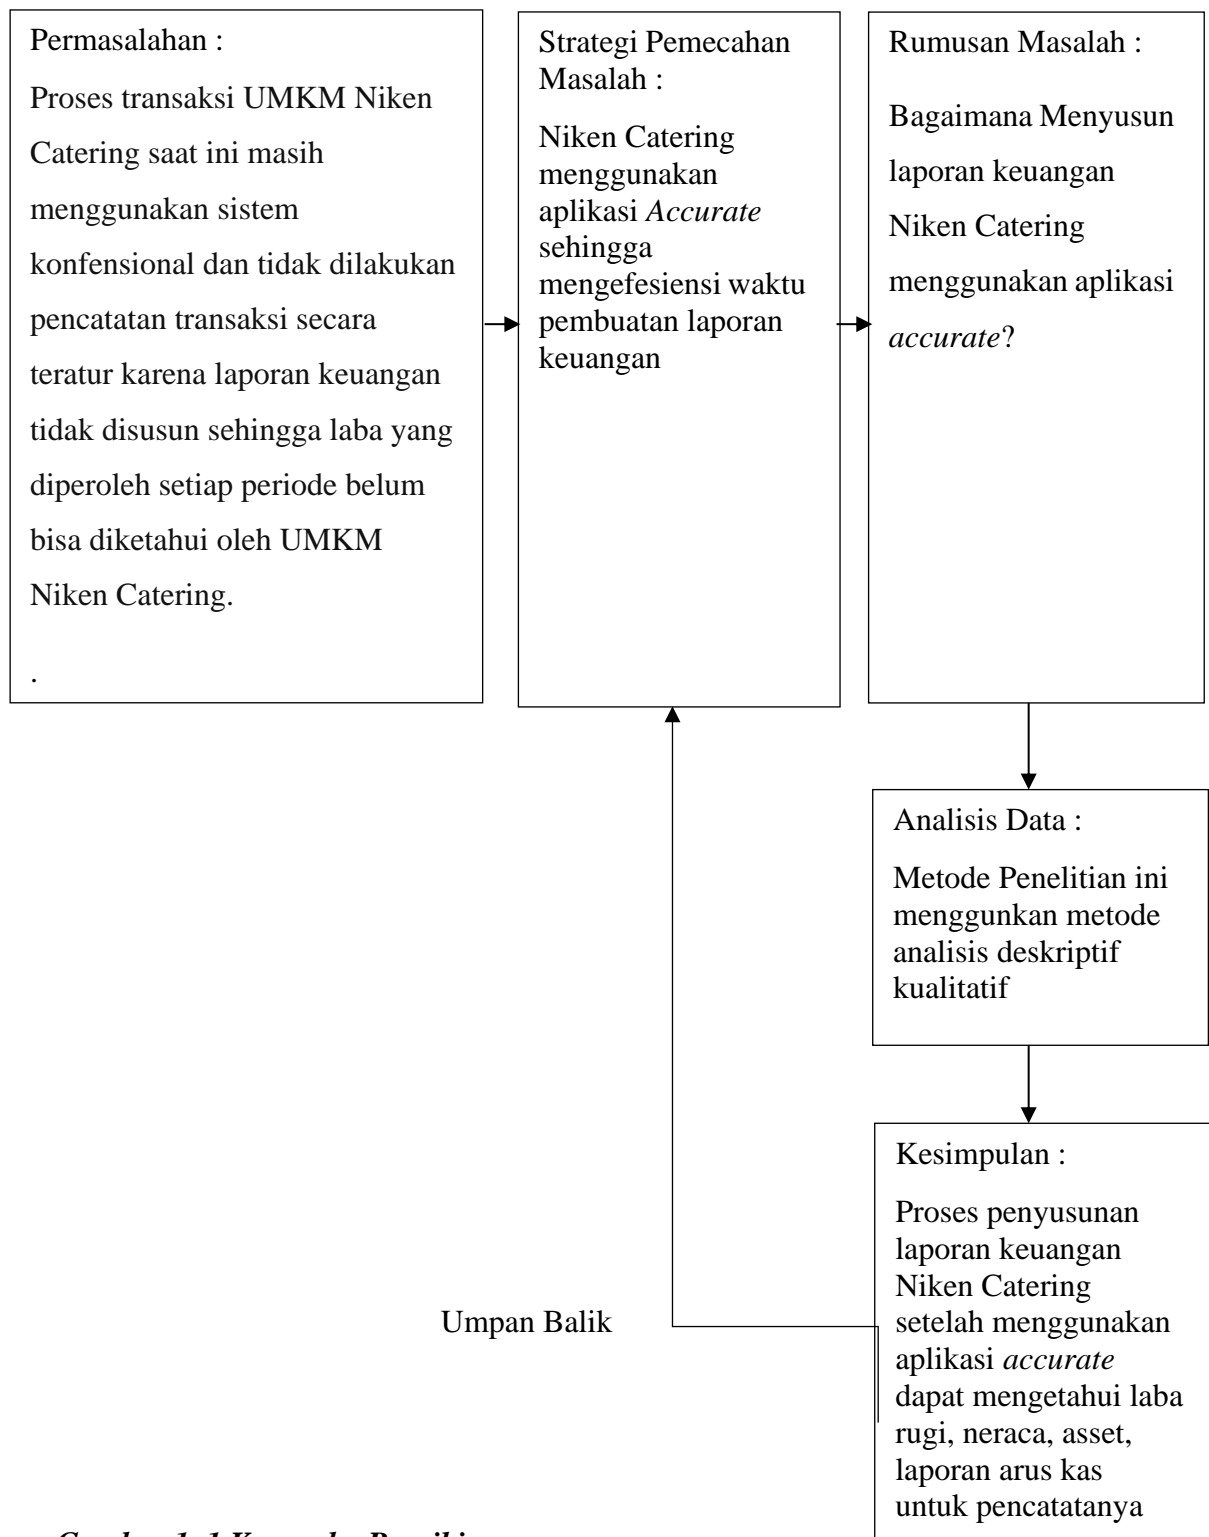 Permasalahan :
Proses transaksi UMKM Niken
Catering saat ini masih
menggunakan sistem
konfensional dan tidak dilakukan
pencatatan transaksi secara
teratur karena laporan keuangan
tidak disusun sehingga laba yang
diperoleh setiap periode belum
bisa diketahui oleh UMKM
Niken Catering.
.
Strategi Pemecahan
Masalah :
Niken Catering
menggunakan
aplikasi Accurate
sehingga
mengefesiensi waktu
pembuatan laporan
keuangan
Rumusan Masalah :
Bagaimana Menyusun
laporan keuangan
Niken Catering
menggunakan aplikasi
accurate?
Analisis Data :
Metode Penelitian ini
menggunkan metode
analisis deskriptif
kualitatif
Kesimpulan :
Proses penyusunan
laporan keuangan
Niken Catering
setelah menggunakan
aplikasi accurate
dapat mengetahui laba
rugi, neraca, asset,
laporan arus kas
untuk pencatatanya
Umpan Balik